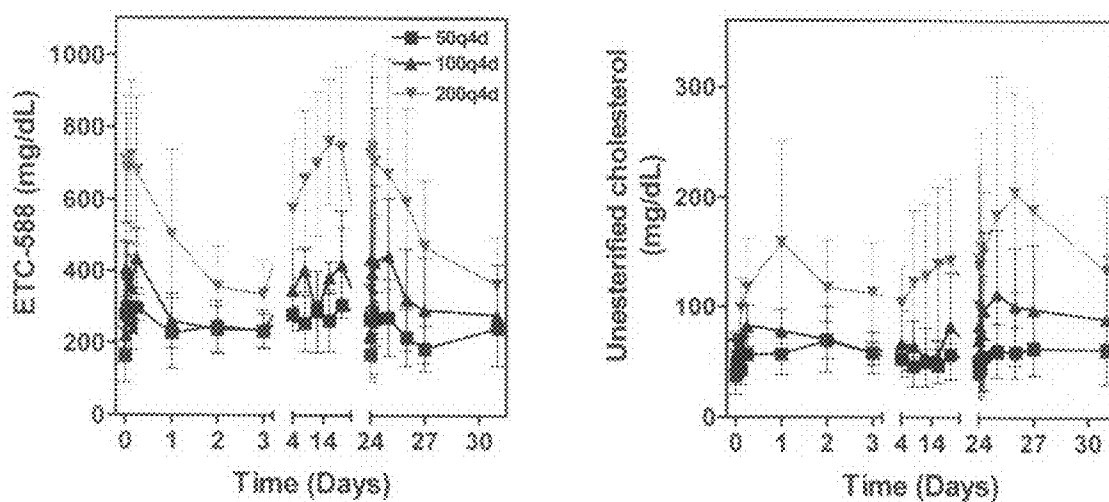 ETC-588 (mg/dL)
1000
800
600
400
200
0
50q4d
100q4d
200q4d
0 1 2 3 4 14 24 27 30
Time (Days)
Unesterified cholesterol
(mg/dL)
300
200
100
0
0 1 2 3 4 14 24 27 30
Time (Days)